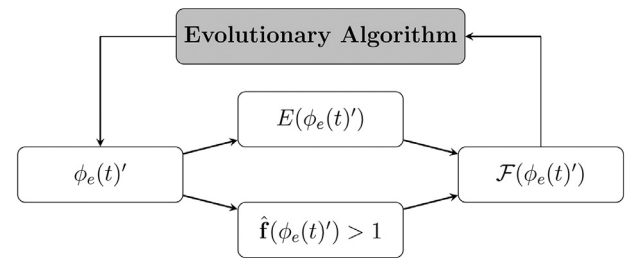 Evolutionary Algorithm
E(ϕₑ(t)′)
ϕₑ(t)′
ℱ(ϕₑ(t)′)
f̂(ϕₑ(t)′) > 1